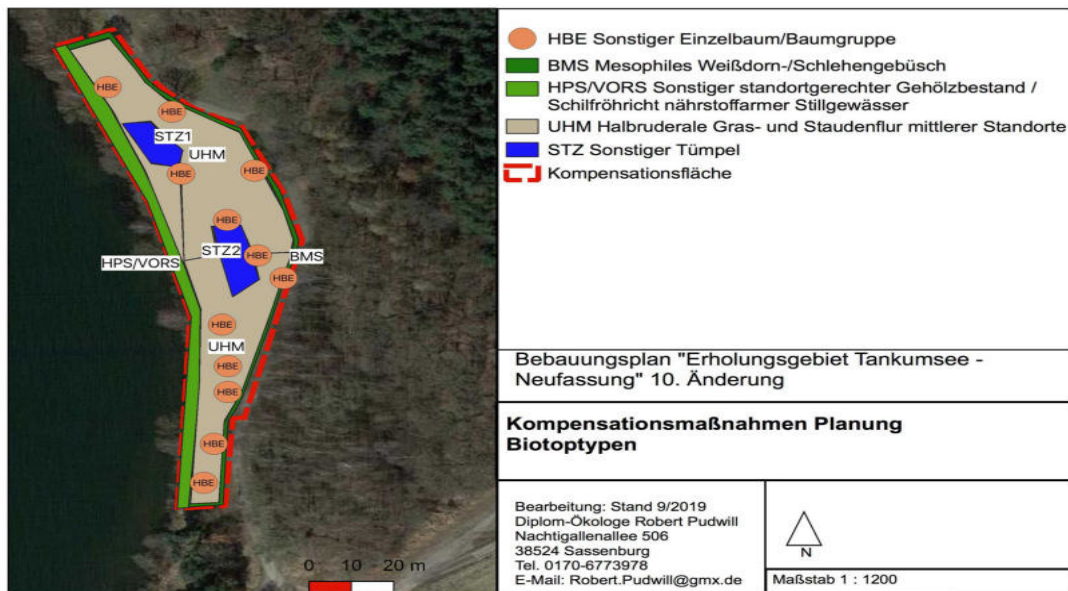 HBE
HBE
STZ1
UHM
HBE
HBE
HBE
STZ2
HBE
BMS
HPS/VORS
HBE
HBE
UHM
HBE
HBE
HBE
HBE
0 10 20 m
HBE Sonstiger Einzelbaum/Baumgruppe
BMS Mesophiles Weißdorn-/Schlehengebüsch
HPS/VORS Sonstiger standortgerechter Gehölzbestand /
Schilfröhricht nährstoffarmer Stillgewässer
UHM Halbruderale Gras- und Staudenflur mittlerer Standorte
STZ Sonstiger Tümpel
Kompensationsfläche
Bebauungsplan "Erholungsgebiet Tankumsee -
Neufassung" 10. Änderung
Kompensationsmaßnahmen Planung
Biotoptypen
Bearbeitung: Stand 9/2019
Diplom-Ökologe Robert Pudwill
Nachtigallenallee 506
38524 Sassenburg
Tel. 0170-6773978
E-Mail: Robert.Pudwill@gmx.de
N
Maßstab 1 : 1200